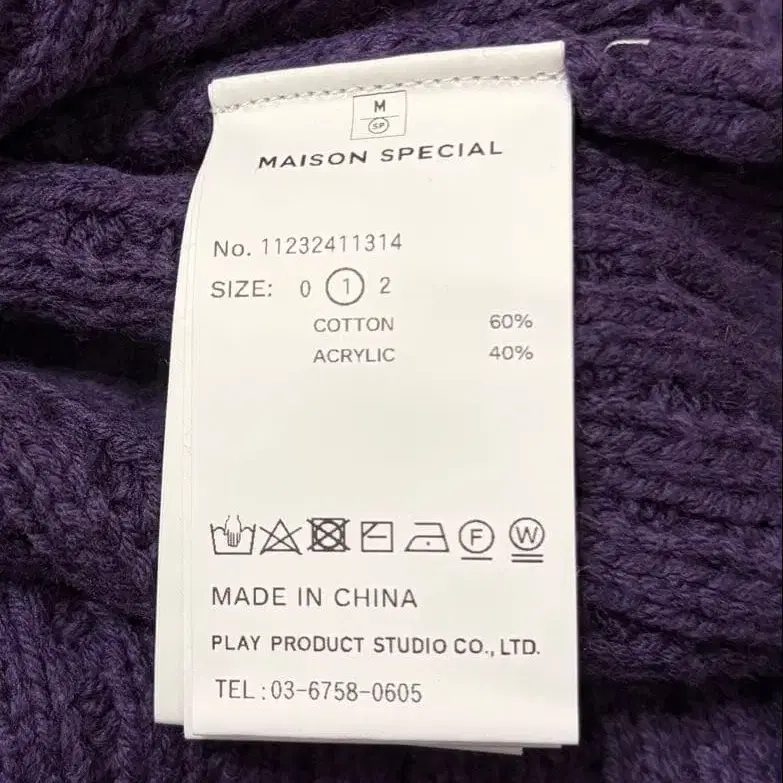 M
SP
MAISON SPECIAL
No. 11232411314
SIZE: 0 1 2
COTTON 60%
ACRYLIC 40%
F W
MADE IN CHINA
PLAY PRODUCT STUDIO CO., LTD.
TEL:03-6758-0605